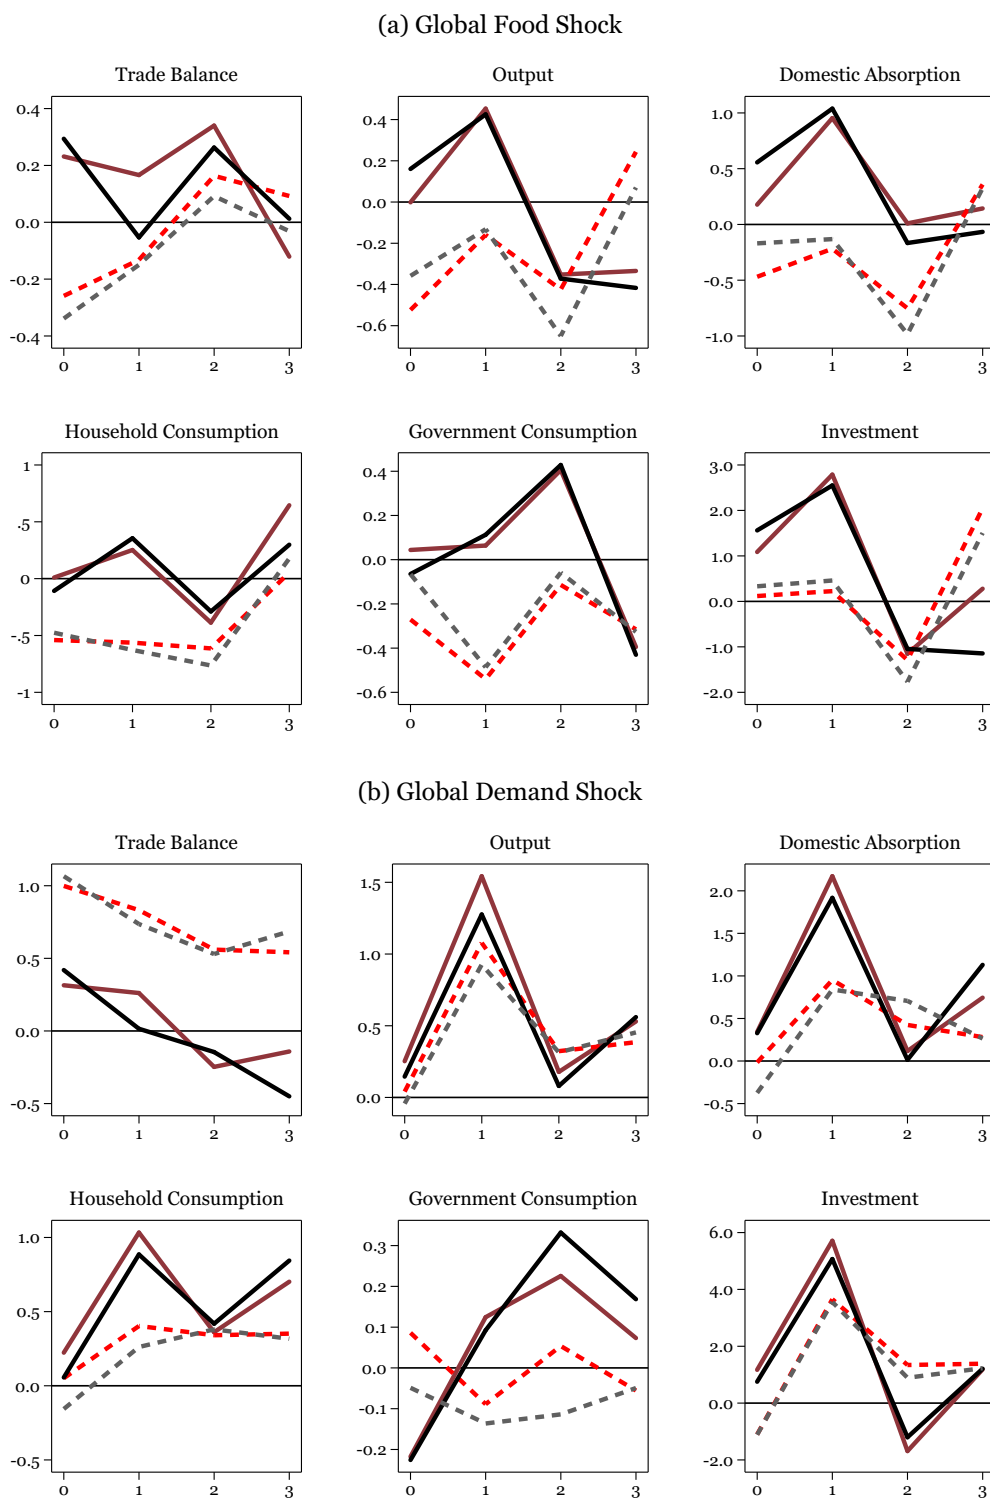 (a) Global Food Shock
Trade Balance
Output
Domestic Absorption
0.4
0.2
0.0
-0.2
-0.4
0 1 2 3
0.4
0.2
0.0
-0.2
-0.4
-0.6
0 1 2 3
1.0
0.5
0.0
-0.5
-1.0
0 1 2 3
Household Consumption
Government Consumption
Investment
1
.5
0
-.5
-1
0 1 2 3
0.4
0.2
0.0
-0.2
-0.4
-0.6
0 1 2 3
3.0
2.0
1.0
0.0
-1.0
-2.0
0 1 2 3
(b) Global Demand Shock
Trade Balance
Output
Domestic Absorption
1.0
0.5
0.0
-0.5
0 1 2 3
1.5
1.0
0.5
0.0
0 1 2 3
2.0
1.5
1.0
0.5
0.0
-0.5
0 1 2 3
Household Consumption
Government Consumption
Investment
1.0
0.5
0.0
-0.5
0 1 2 3
0.3
0.2
0.1
0.0
-0.1
-0.2
0 1 2 3
6.0
4.0
2.0
0.0
-2.0
0 1 2 3